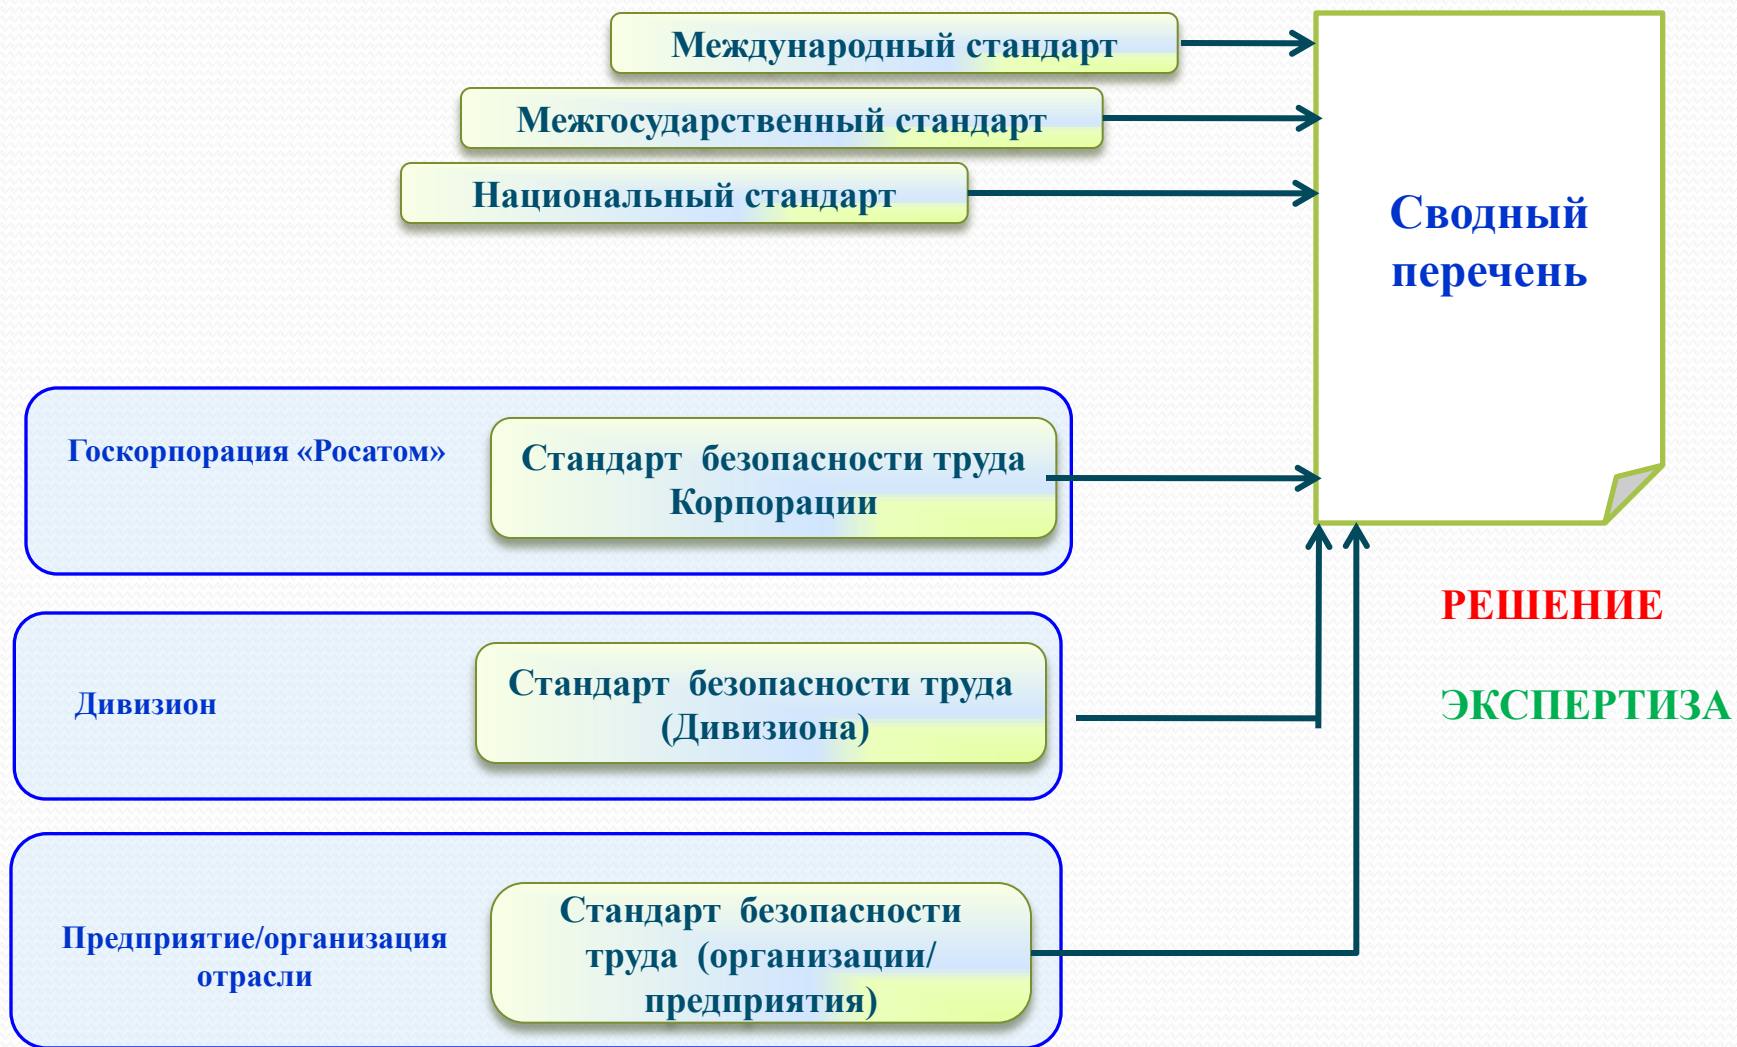 Международный стандарт
Межгосударственный стандарт
Национальный стандарт
Сводный
перечень
Госкорпорация «Росатом»
Стандарт безопасности труда
Корпорации
РЕШЕНИЕ
ЭКСПЕРТИЗА
Дивизион
Стандарт безопасности труда
(Дивизиона)
Предприятие/организация
отрасли
Стандарт безопасности
труда (организации/
предприятия)